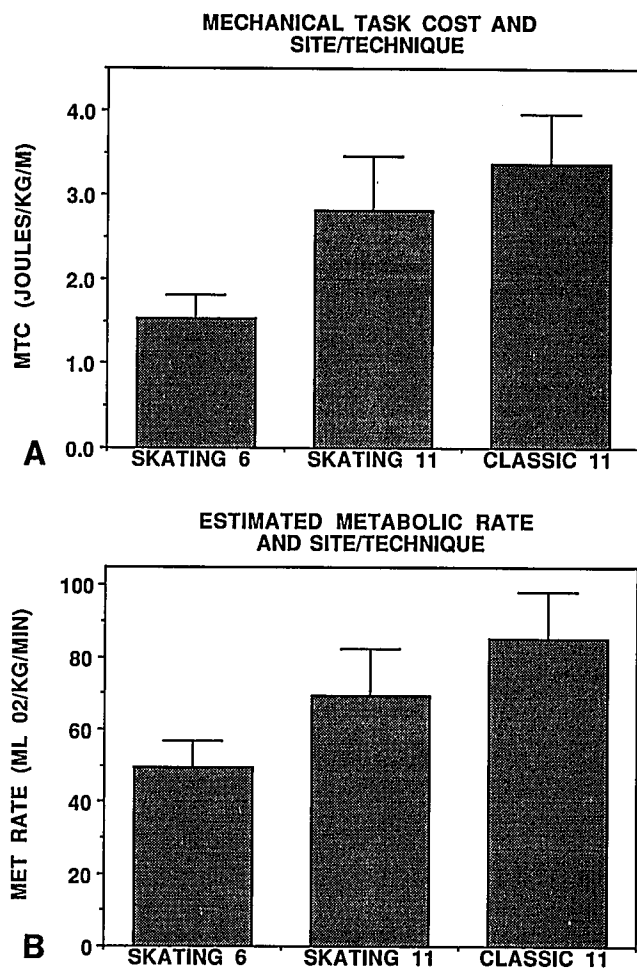 MECHANICAL TASK COST AND
SITE/TECHNIQUE
4.0
3.0
2.0
1.0
0.0
MTC (JOULES/KG/M)
A
SKATING 6 SKATING 11 CLASSIC 11
ESTIMATED METABOLIC RATE
AND SITE/TECHNIQUE
100
80
60
40
20
0
MET RATE (ML 02/KG/MIN)
B
SKATING 6 SKATING 11 CLASSIC 11